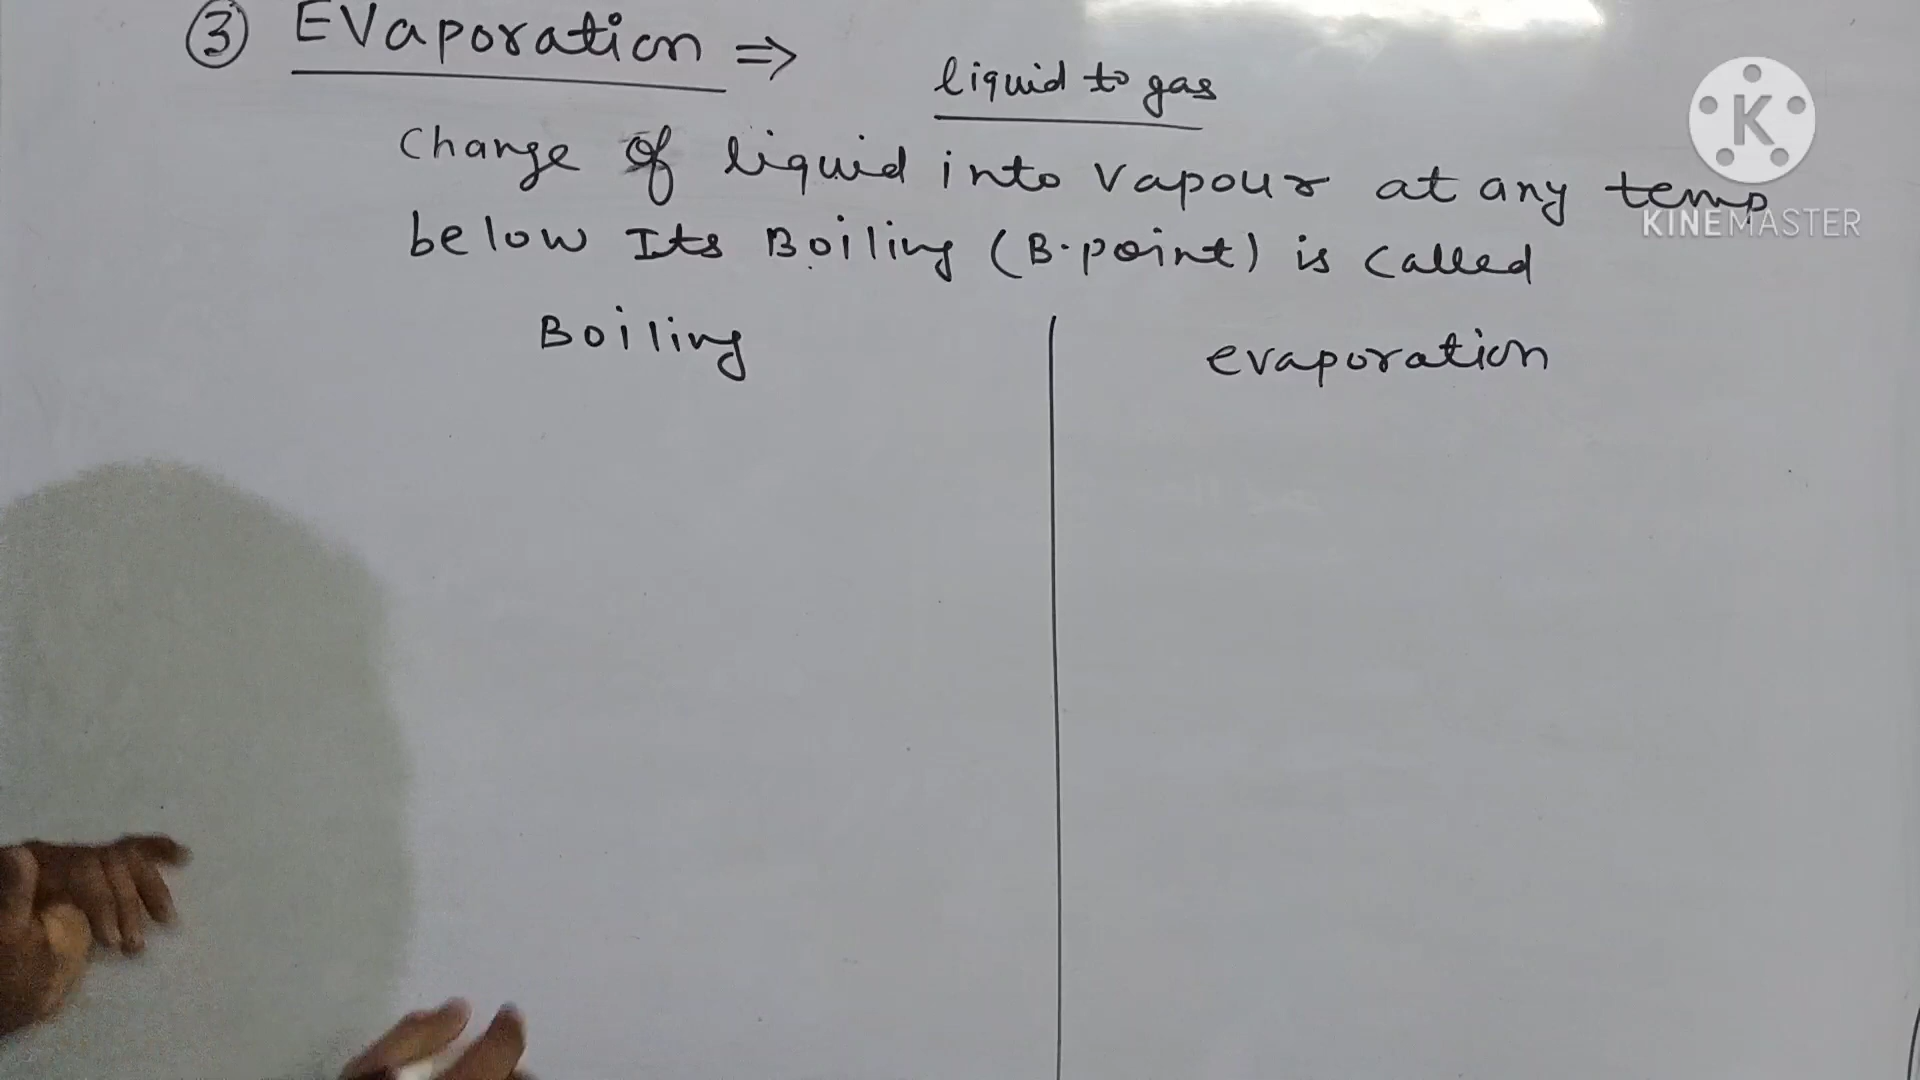 ③ Evaporation ⇒
liquid to gas
Change of liquid into vapour at any temp
below Its Boiling (B.point) is called
Boiling
evaporation
K
KINEMASTER